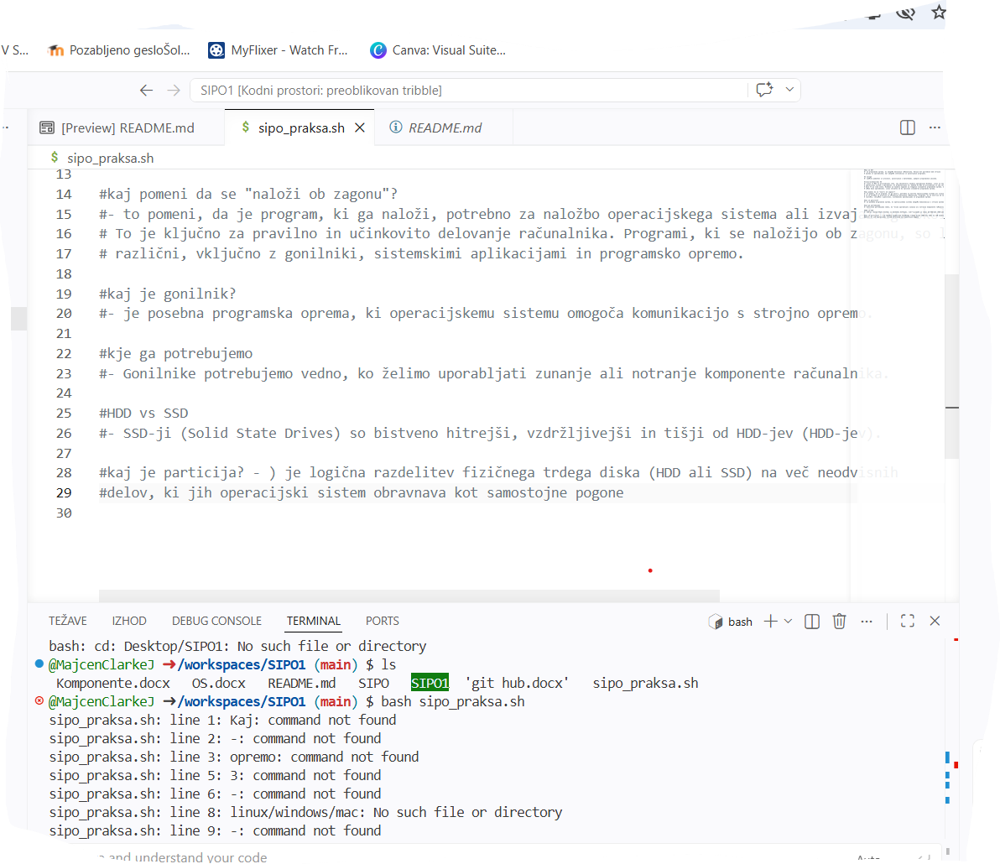 V S...
Pozabljeno gesloŠol...
MyFlixer - Watch Fr...
Canva: Visual Suite...
SIPO1 [Kodni prostori: preoblikovan tribble]
[Preview] README.md
sipo_praksa.sh
README.md
$ sipo_praksa.sh
13
14 #kaj pomeni da se "naloži ob zagonu"?
15 #- to pomeni, da je program, ki ga naloži, potrebno za naložbo operacijskega sistema ali izvaj
16 # To je ključno za pravilno in učinkovito delovanje računalnika. Programi, ki se naložijo ob zagonu, so
17 # različni, vključno z gonilniki, sistemskimi aplikacijami in programsko opremo.
18
19 #kaj je gonilnik?
20 #- je posebna programska oprema, ki operacijskemu sistemu omogoča komunikacijo s strojno opremo.
21
22 #kje ga potrebujemo
23 #- Gonilnike potrebujemo vedno, ko želimo uporabljati zunanje ali notranje komponente računalnika.
24
25 #HDD vs SSD
26 #- SSD-ji (Solid State Drives) so bistveno hitrejši, vzdržljivejši in tišji od HDD-jev (HDD-jev).
27
28 #kaj je particija? - ) je logična razdelitev fizičnega trdega diska (HDD ali SSD) na več neodvisnih
29 #delov, ki jih operacijski sistem obravnava kot samostojne pogone
30
TEŽAVE IZHOD DEBUG CONSOLE TERMINAL PORTS
bash
bash: cd: Desktop/SIPO1: No such file or directory
@MajcenClarkeJ ➜/workspaces/SIPO1 (main) $ ls
Komponente.docx OS.docx README.md SIPO SIPO1 'git hub.docx' sipo_praksa.sh
@MajcenClarkeJ ➜/workspaces/SIPO1 (main) $ bash sipo_praksa.sh
sipo_praksa.sh: line 1: Kaj: command not found
sipo_praksa.sh: line 2: -: command not found
sipo_praksa.sh: line 3: opremo: command not found
sipo_praksa.sh: line 5: 3: command not found
sipo_praksa.sh: line 6: -: command not found
sipo_praksa.sh: line 8: linux/windows/mac: No such file or directory
sipo_praksa.sh: line 9: -: command not found
and understand your code